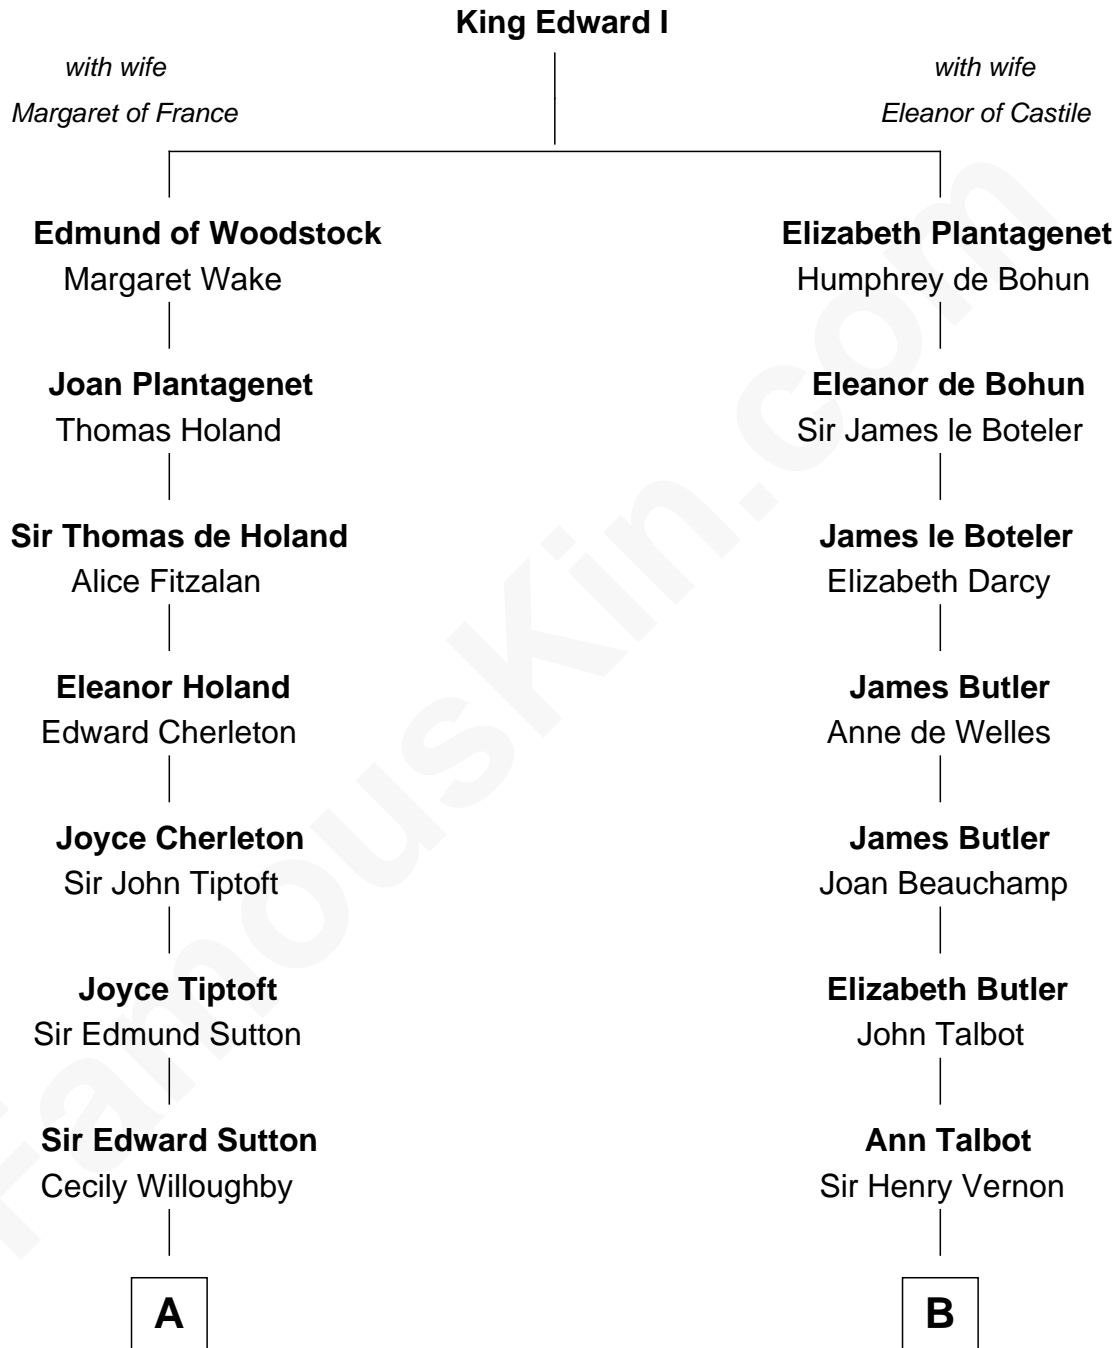 King Edward I
with wife
Margaret of France
with wife
Eleanor of Castile
Edmund of Woodstock
Margaret Wake
Elizabeth Plantagenet
Humphrey de Bohun
Joan Plantagenet
Thomas Holand
Eleanor de Bohun
Sir James le Boteler
Sir Thomas de Holand
Alice Fitzalan
James le Boteler
Elizabeth Darcy
Eleanor Holand
Edward Cherleton
James Butler
Anne de Welles
Joyce Cherleton
Sir John Tiptoft
James Butler
Joan Beauchamp
Joyce Tiptoft
Sir Edmund Sutton
Elizabeth Butler
John Talbot
Sir Edward Sutton
Cecily Willoughby
Ann Talbot
Sir Henry Vernon
A
B
FamousKin.com